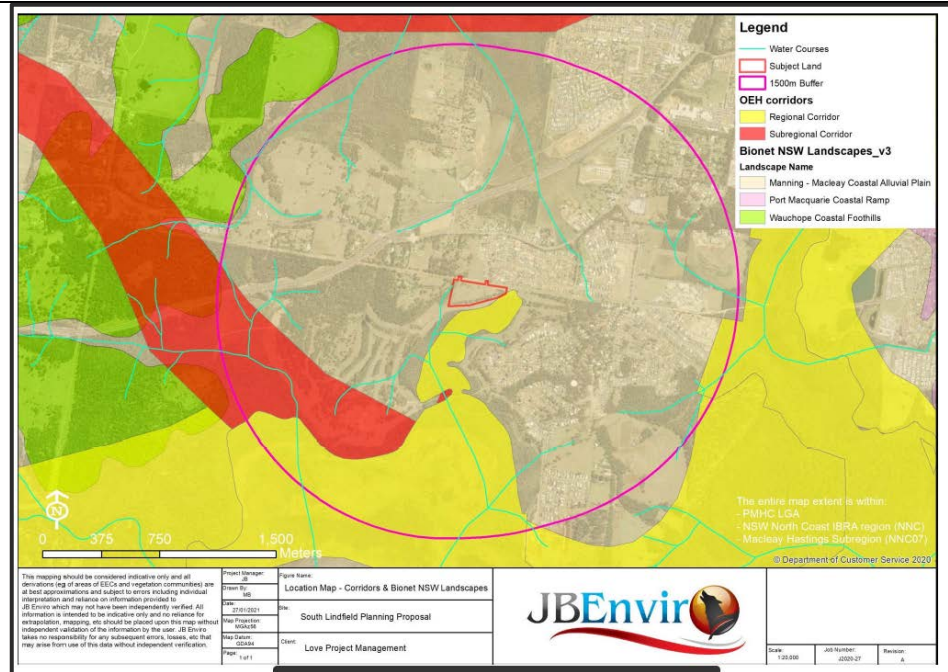 Legend
Water Courses
Subject Land
1500m Buffer
OEH corridors
Regional Corridor
Subregional Corridor
Bionet NSW Landscapes_v3
Landscape Name
Manning - Macleay Coastal Alluvial Plain
Port Macquarie Coastal Ramp
Wauchope Coastal Foothills
The entire map extent is within:
- PMHC LGA
- NSW North Coast IBRA region (NNC)
- Macleay Hastings Subregion (NNC07)
© Department of Customer Service 2020
N
0 375 750 1,500
Meters
This mapping should be considered indicative only and all
derivations (eg of areas of EECs and vegetation communities) are
at best approximations and subject to errors including individual
interpretation and reliance on information provided to
JB Enviro which may not have been independently verified. All
information is intended to be indicative only and no reliance for
extrapolation, mapping, etc should be placed upon this map without
independent validation of the information by the user. JB Enviro
takes no responsibility for any subsequent errors, losses, etc that
may arise from use of this data without independent verification.
Project Manager:
JB
Drawn By:
MB
Date:
27/01/2021
Map Projection:
MGAz56
Map Datum:
GDA94
Page:
1 of 1
Figure Name:
Location Map - Corridors & Bionet NSW Landscapes
Site:
South Lindfield Planning Proposal
Client:
Love Project Management
JBEnviro
Scale:
1:20,000
Job Number:
J2020-27
Revision:
A